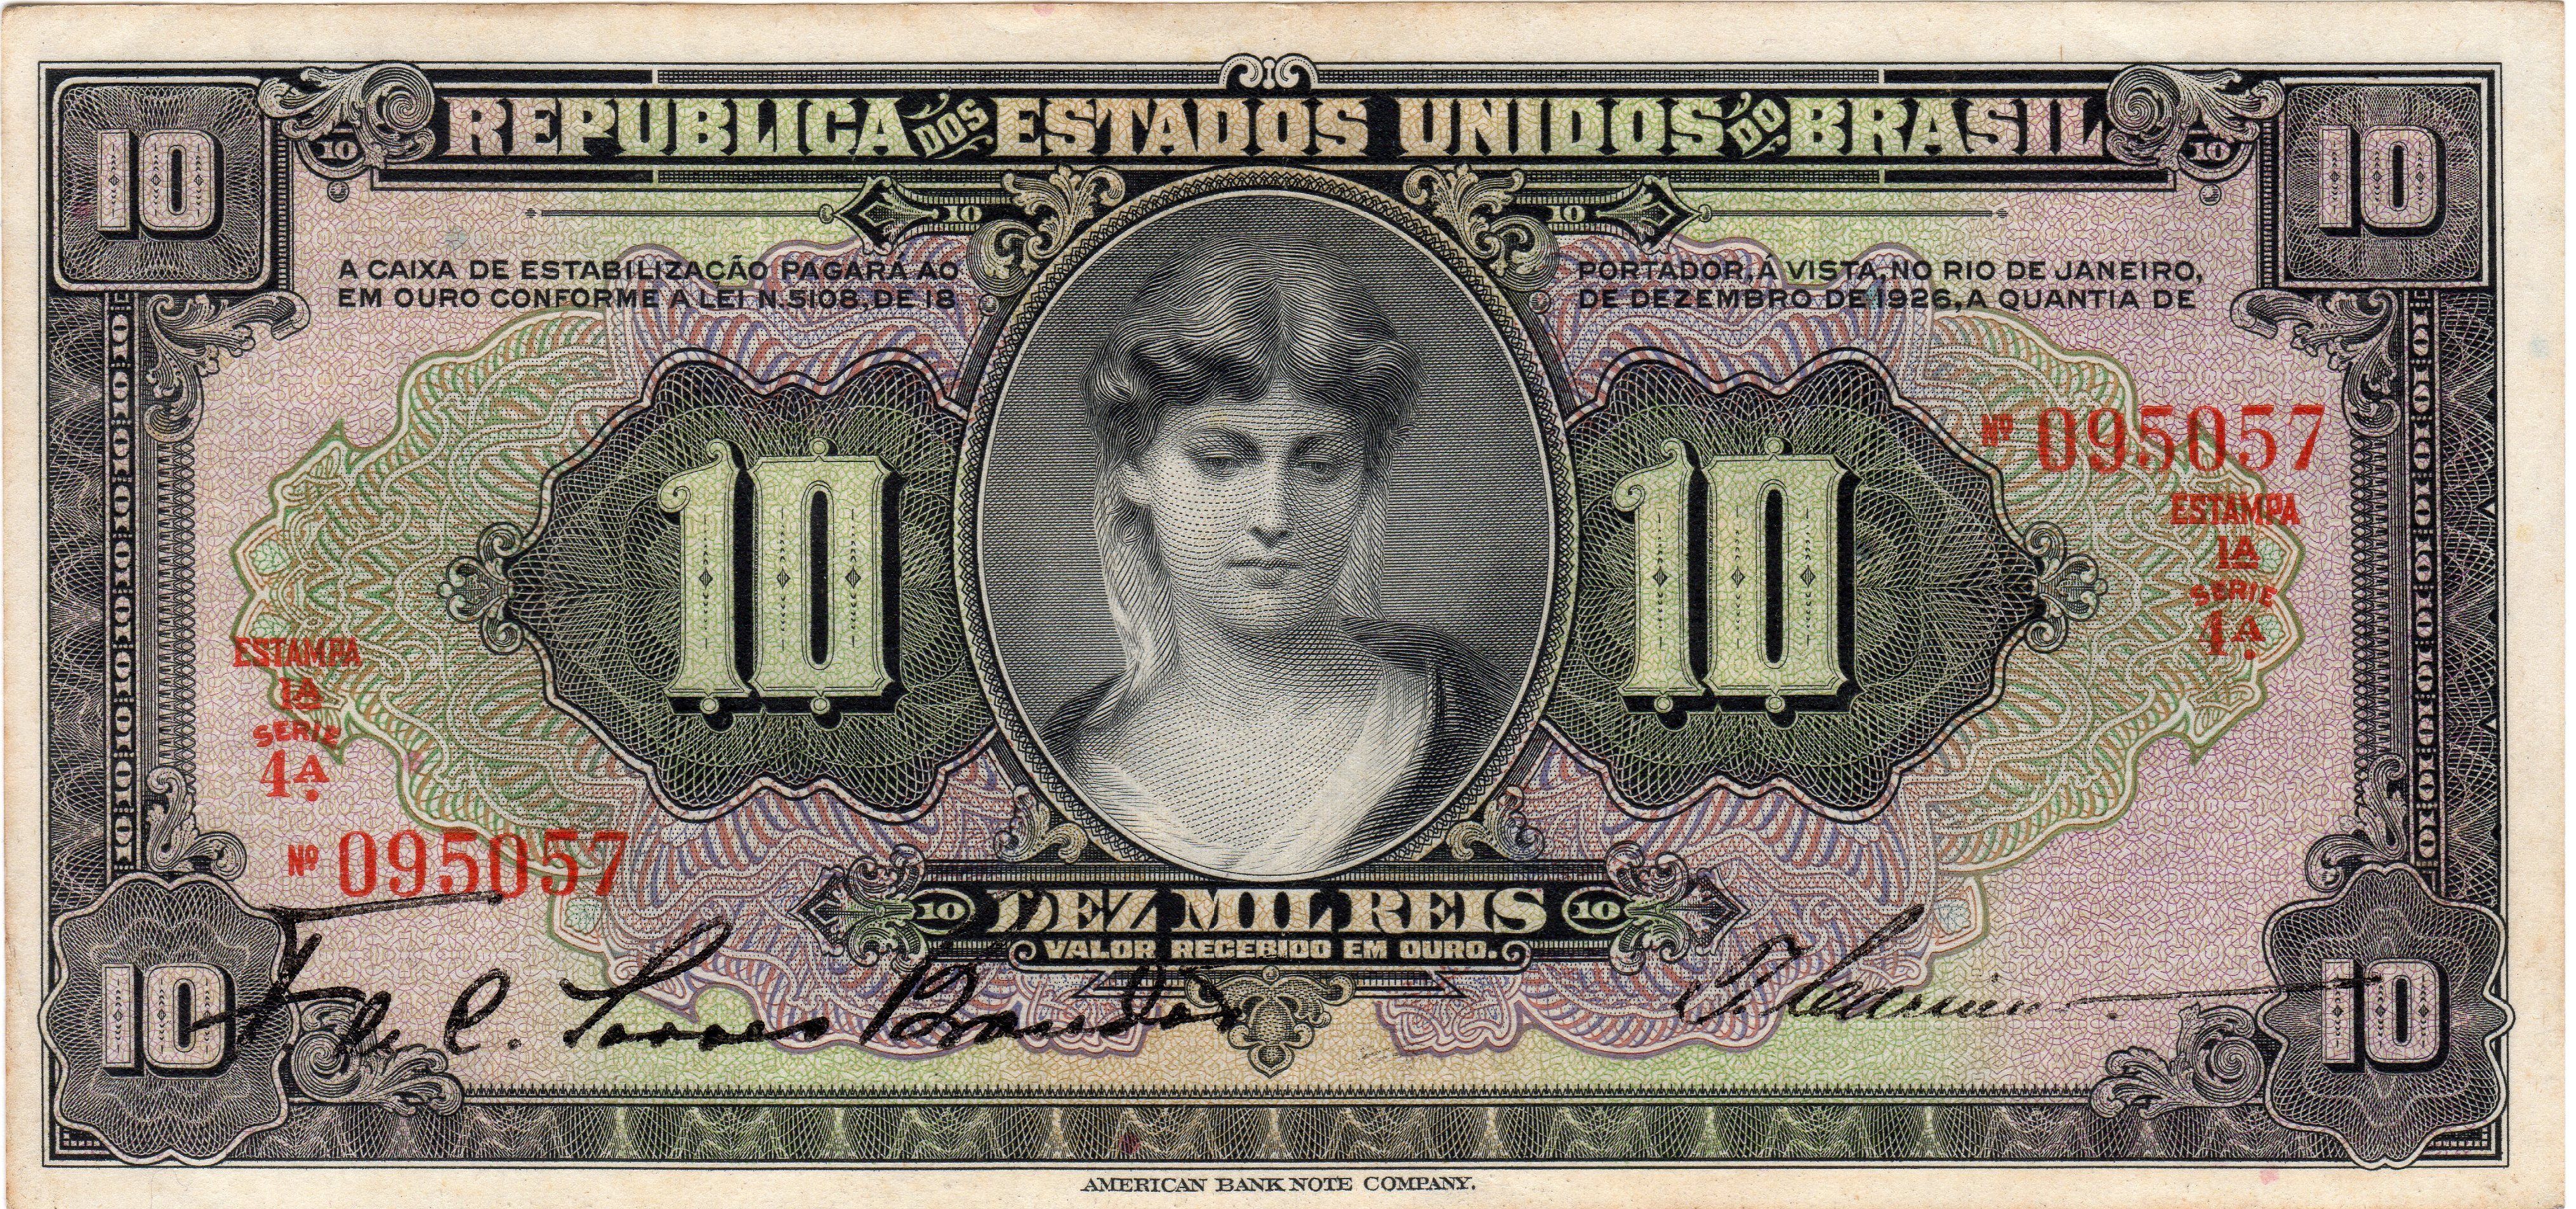 REPUBLICA DOS ESTADOS UNIDOS DO BRASIL
10 10
10 10
10 10
A CAIXA DE ESTABILIZACÃO PAGARÁ AO PORTADOR, Á VISTA, NO RIO DE JANEIRO,
EM OURO CONFORME A LEI N. 5108, DE 18 DE DEZEMBRO DE 1926, A QUANTIA DE
Nº 095057
10 10
ESTAMPA
1A
SERIE
4A.
ESTAMPA
1A
SERIE
4A.
Nº 095057
10 DEZ MIL REIS 10
VALOR RECEBIDO EM OURO.
10 10
AMERICAN BANK NOTE COMPANY.